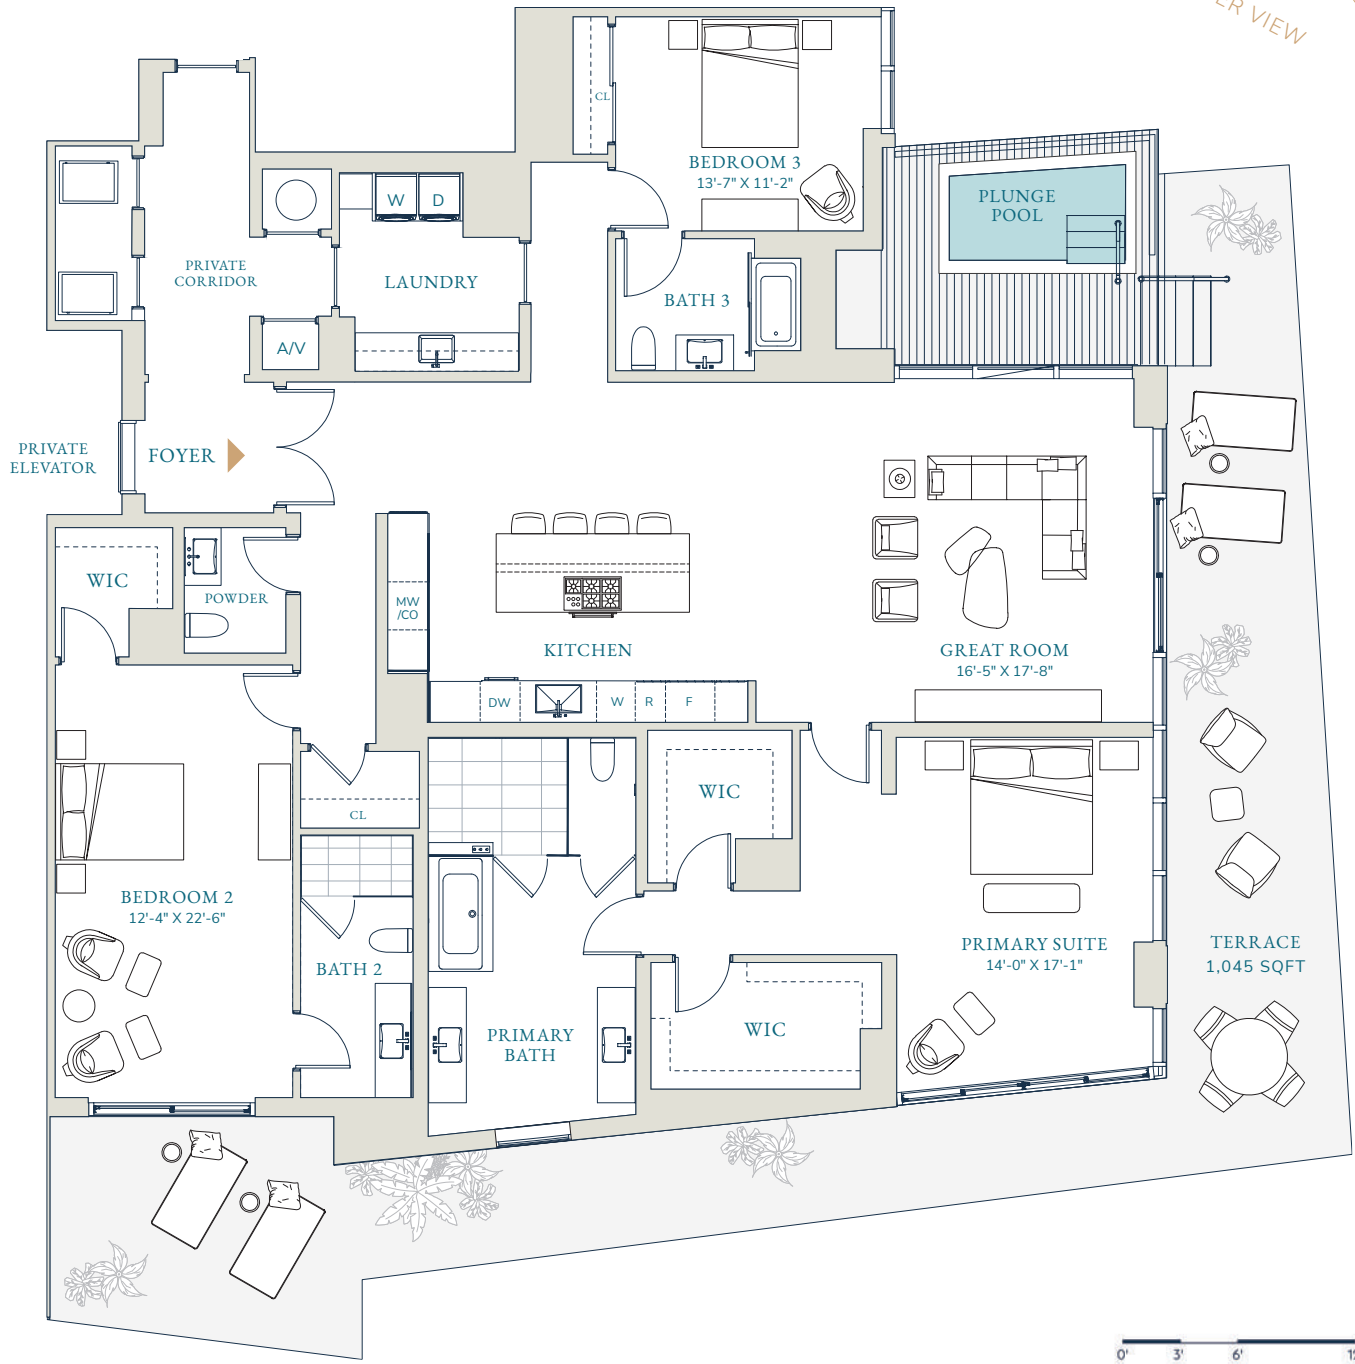 ER VIEW
CL
BEDROOM 3
13'-7" X 11'-2"
PLUNGE
POOL
W
D
PRIVATE
CORRIDOR
LAUNDRY
BATH 3
A/V
PRIVATE
ELEVATOR
FOYER
WIC
POWDER
MW
/CO
KITCHEN
GREAT ROOM
16'-5" X 17'-8"
DW
W
R
F
WIC
CL
BEDROOM 2
12'-4" X 22'-6"
BATH 2
PRIMARY
BATH
WIC
PRIMARY SUITE
14'-0" X 17'-1"
TERRACE
1,045 SQFT
0'
3'
6'